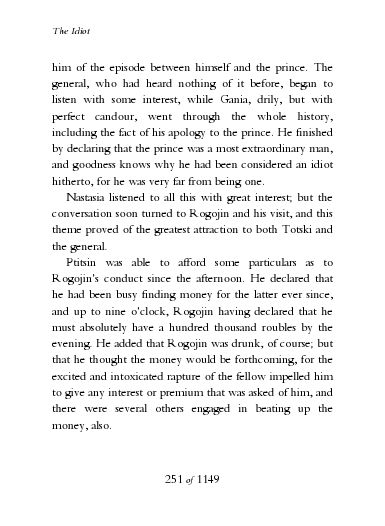 The Idiot
him of the episode between himself and the prince. The
general, who had heard nothing of it before, began to
listen with some interest, while Gania, drily, but with
perfect candour, went through the whole history,
including the fact of his apology to the prince. He finished
by declaring that the prince was a most extraordinary man,
and goodness knows why he had been considered an idiot
hitherto, for he was very far from being one.
Nastasia listened to all this with great interest; but the
conversation soon turned to Rogojin and his visit, and this
theme proved of the greatest attraction to both Totski and
the general.
Ptitsin was able to afford some particulars as to
Rogojin's conduct since the afternoon. He declared that
he had been busy finding money for the latter ever since,
and up to nine o'clock, Rogojin having declared that he
must absolutely have a hundred thousand roubles by the
evening. He added that Rogojin was drunk, of course; but
that he thought the money would be forthcoming, for the
excited and intoxicated rapture of the fellow impelled him
to give any interest or premium that was asked of him, and
there were several others engaged in beating up the
money, also.
251 of 1149